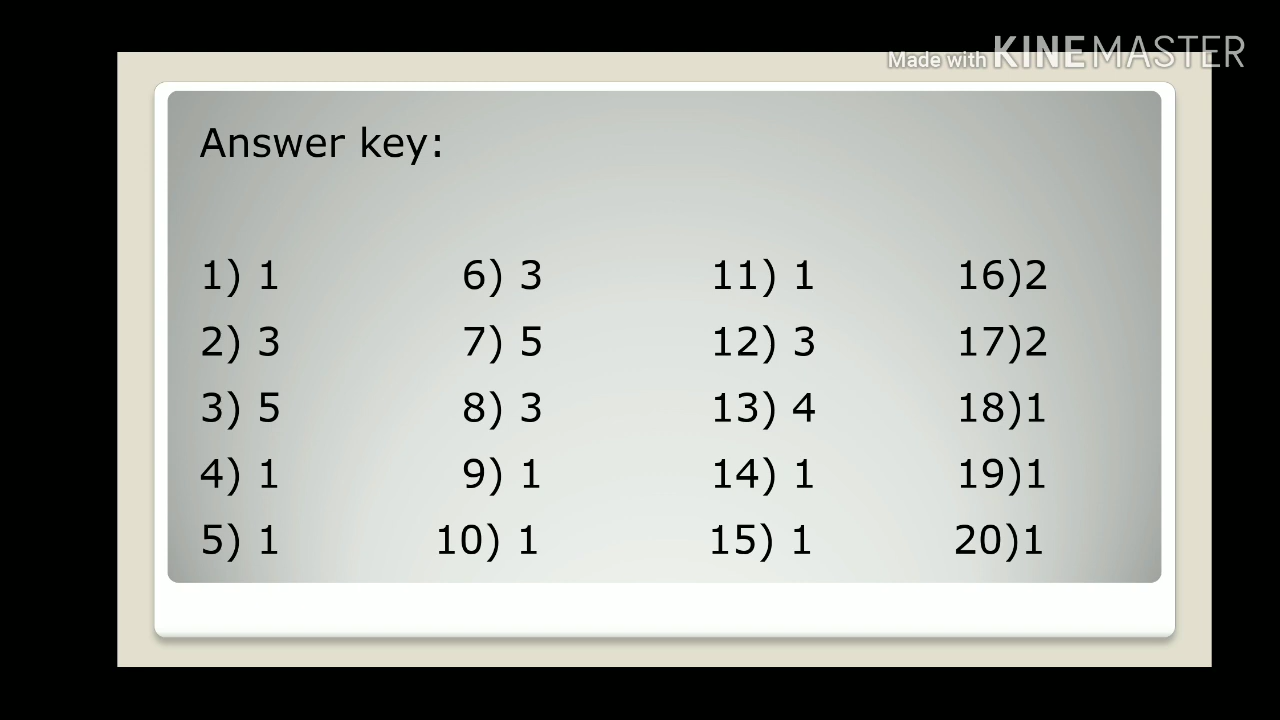 Made with KINEMASTER
Answer key:
1) 1 6) 3 11) 1 16)2
2) 3 7) 5 12) 3 17)2
3) 5 8) 3 13) 4 18)1
4) 1 9) 1 14) 1 19)1
5) 1 10) 1 15) 1 20)1